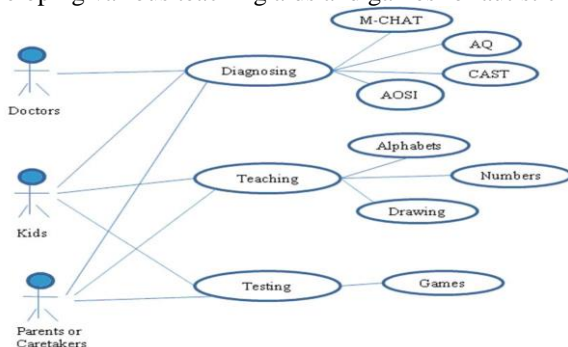 M-CHAT
AQ
Diagnosing
CAST
Doctors
AOSI
Alphabets
Teaching
Numbers
Kids
Drawing
Testing
Games
Parents or
Caretakers